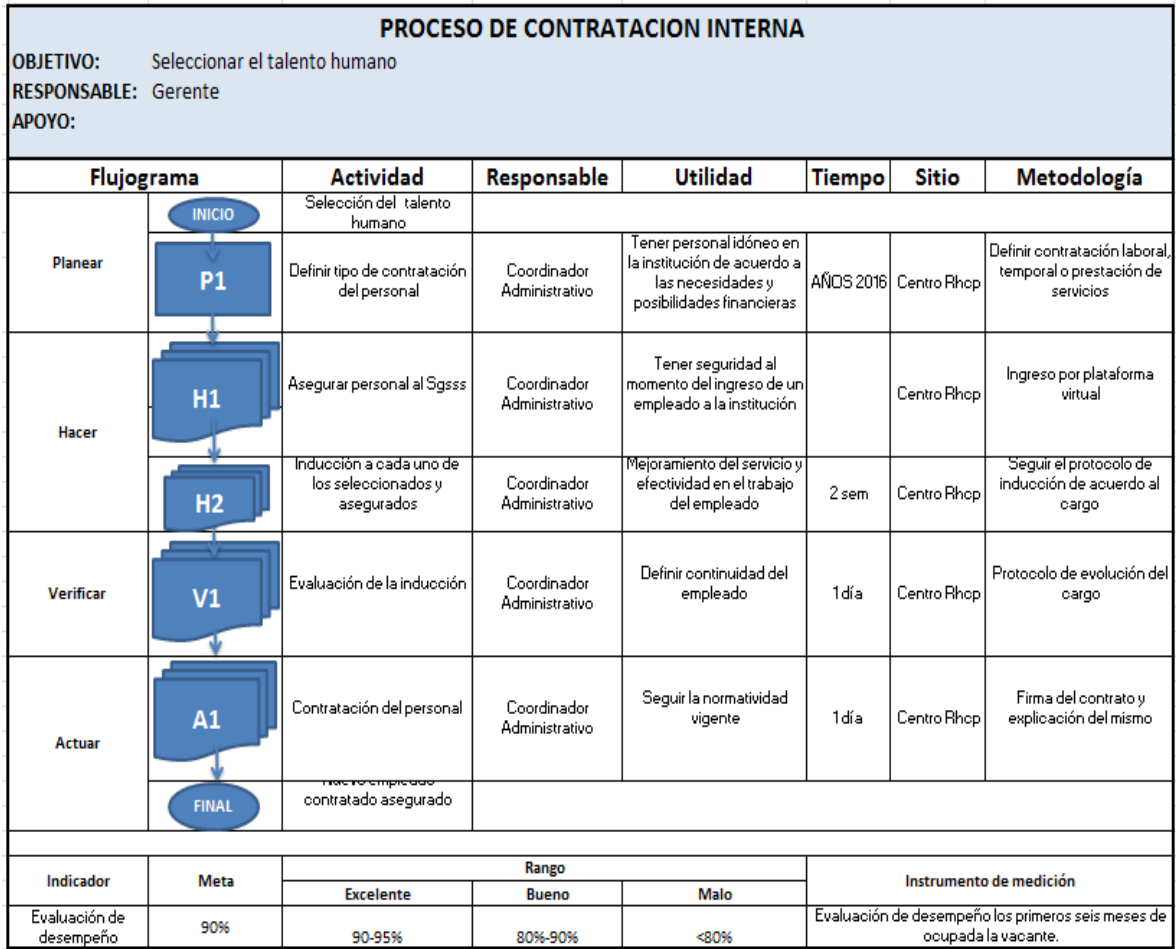 PROCESO DE CONTRATACION INTERNA
OBJETIVO: Seleccionar el talento humano
RESPONSABLE: Gerente
APOYO:
Flujograma Actividad Responsable Utilidad Tiempo Sitio Metodología
INICIO
Selección del talento
humano
Planear
P1
Definir tipo de contratación
del personal
Coordinador
Administrativo
Tener personal idóneo en
la institución de acuerdo a
las necesidades y
posibilidades financieras
AÑOS 2016
Centro Rhcp
Definir contratación laboral,
temporal o prestación de
servicios
Hacer
H1
Asegurar personal al Sgsss
Coordinador
Administrativo
Tener seguridad al
momento del ingreso de un
empleado a la institución
Centro Rhcp
Ingreso por plataforma
virtual
H2
Inducción a cada uno de
los seleccionados y
asegurados
Coordinador
Administrativo
Mejoramiento del servicio y
efectividad en el trabajo
del empleado
2 sem
Centro Rhcp
Seguir el protocolo de
inducción de acuerdo al
cargo
Verificar
V1
Evaluación de la inducción
Coordinador
Administrativo
Definir continuidad del
empleado
1 día
Centro Rhcp
Protocolo de evolución del
cargo
Actuar
A1
Contratación del personal
Coordinador
Administrativo
Seguir la normatividad
vigente
1 día
Centro Rhcp
Firma del contrato y
explicación del mismo
FINAL
Nuevo empleado
contratado asegurado
Indicador Meta Rango Instrumento de medición
Excelente Bueno Malo
Evaluación de
desempeño
90%
90-95%
80%-90%
<80%
Evaluación de desempeño los primeros seis meses de
ocupada la vacante.